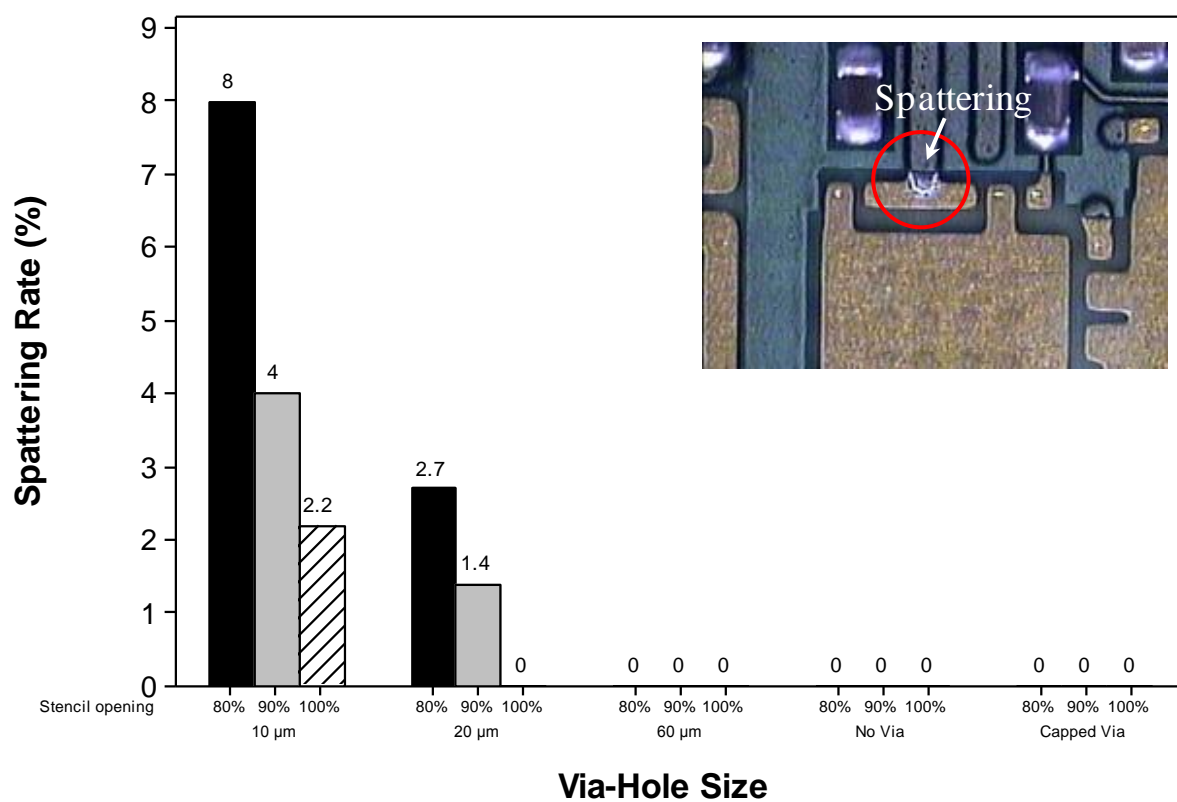 Spattering Rate (%)
9
8
7
6
5
4
3
2
1
0
8
4
2.2
2.7
1.4
0
0 0 0
0 0 0
0 0 0
Spattering
Stencil opening
80% 90% 100% 80% 90% 100% 80% 90% 100% 80% 90% 100% 80% 90% 100%
10 µm 20 µm 60 µm No Via Capped Via
Via-Hole Size